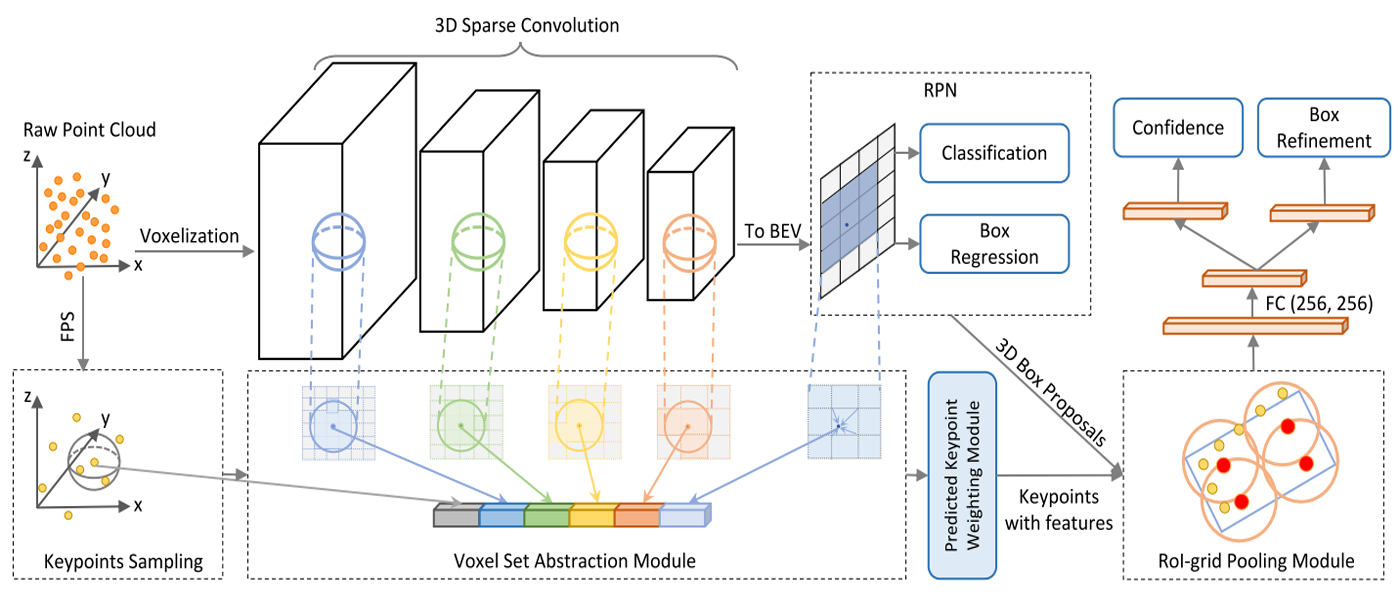 3D Sparse Convolution
Raw Point Cloud
z
y
x
Voxelization
FPS
To BEV
RPN
Classification
Box
Regression
Confidence
Box
Refinement
FC (256, 256)
3D Box Proposals
z
y
x
Keypoints Sampling
Voxel Set Abstraction Module
Predicted Keypoint
Weighting Module
Keypoints
with features
RoI-grid Pooling Module